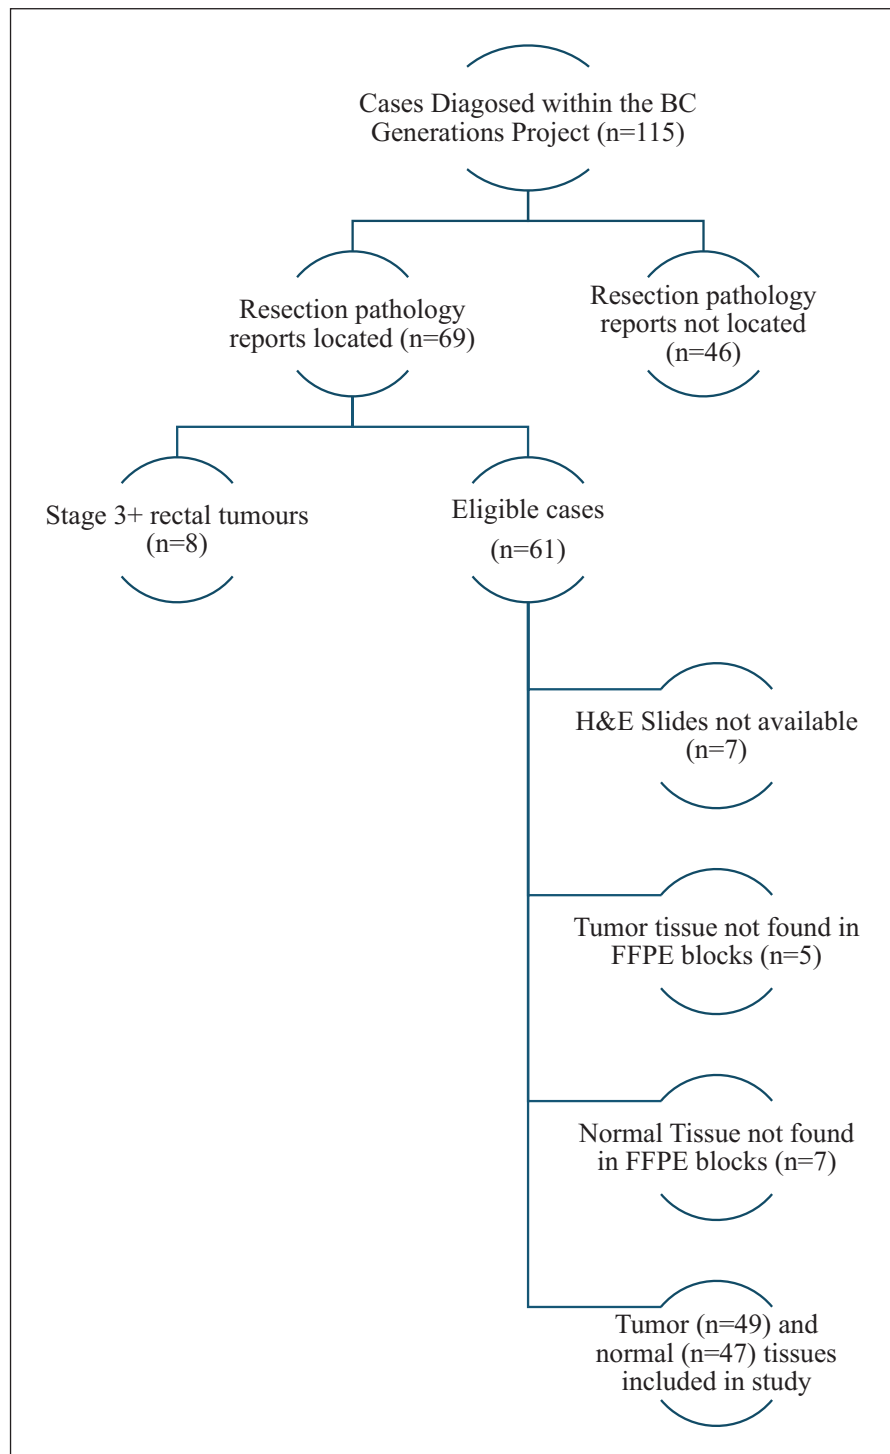 Cases Diagosed within the BC
Generations Project (n=115)
Resection pathology
reports located (n=69)
Resection pathology
reports not located
(n=46)
Stage 3+ rectal tumours
(n=8)
Eligible cases
(n=61)
H&E Slides not available
(n=7)
Tumor tissue not found in
FFPE blocks (n=5)
Normal Tissue not found
in FFPE blocks (n=7)
Tumor (n=49) and
normal (n=47) tissues
included in study